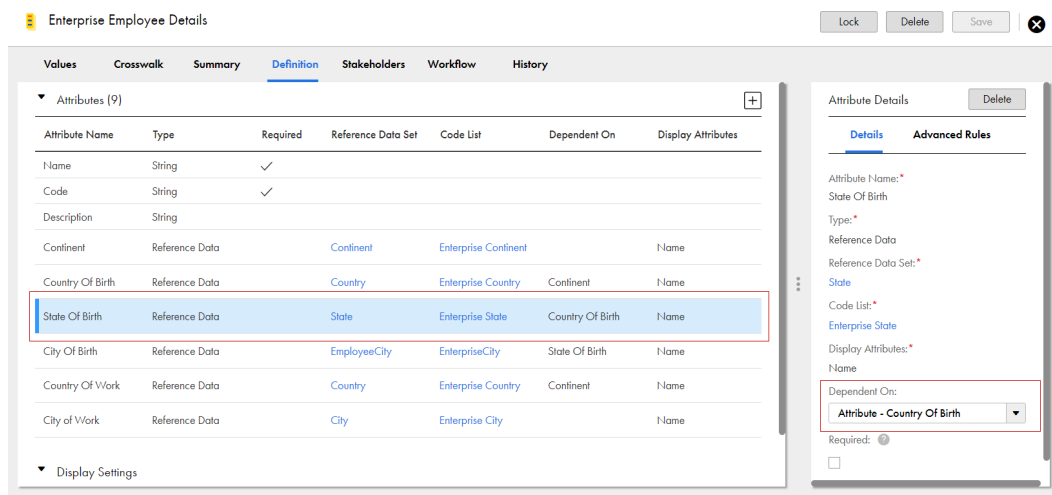 Enterprise Employee Details
Lock Delete Save
Values Crosswalk Summary Definition Stakeholders Workflow History
Attributes (9)
Attribute Name Type Required Reference Data Set Code List Dependent On Display Attributes
Name String
Code String
Description String
Continent Reference Data Continent Enterprise Continent Name
Country Of Birth Reference Data Country Enterprise Country Continent Name
State Of Birth Reference Data State Enterprise State Country Of Birth Name
City Of Birth Reference Data EmployeeCity EnterpriseCity State Of Birth Name
Country Of Work Reference Data Country Enterprise Country Continent Name
City of Work Reference Data City Enterprise City Name
Display Settings
Attribute Details Delete
Details Advanced Rules
Attribute Name:*
State Of Birth
Type:*
Reference Data
Reference Data Set:*
State
Code List:*
Enterprise State
Display Attributes:*
Name
Dependent On:
Attribute - Country Of Birth
Required: ?